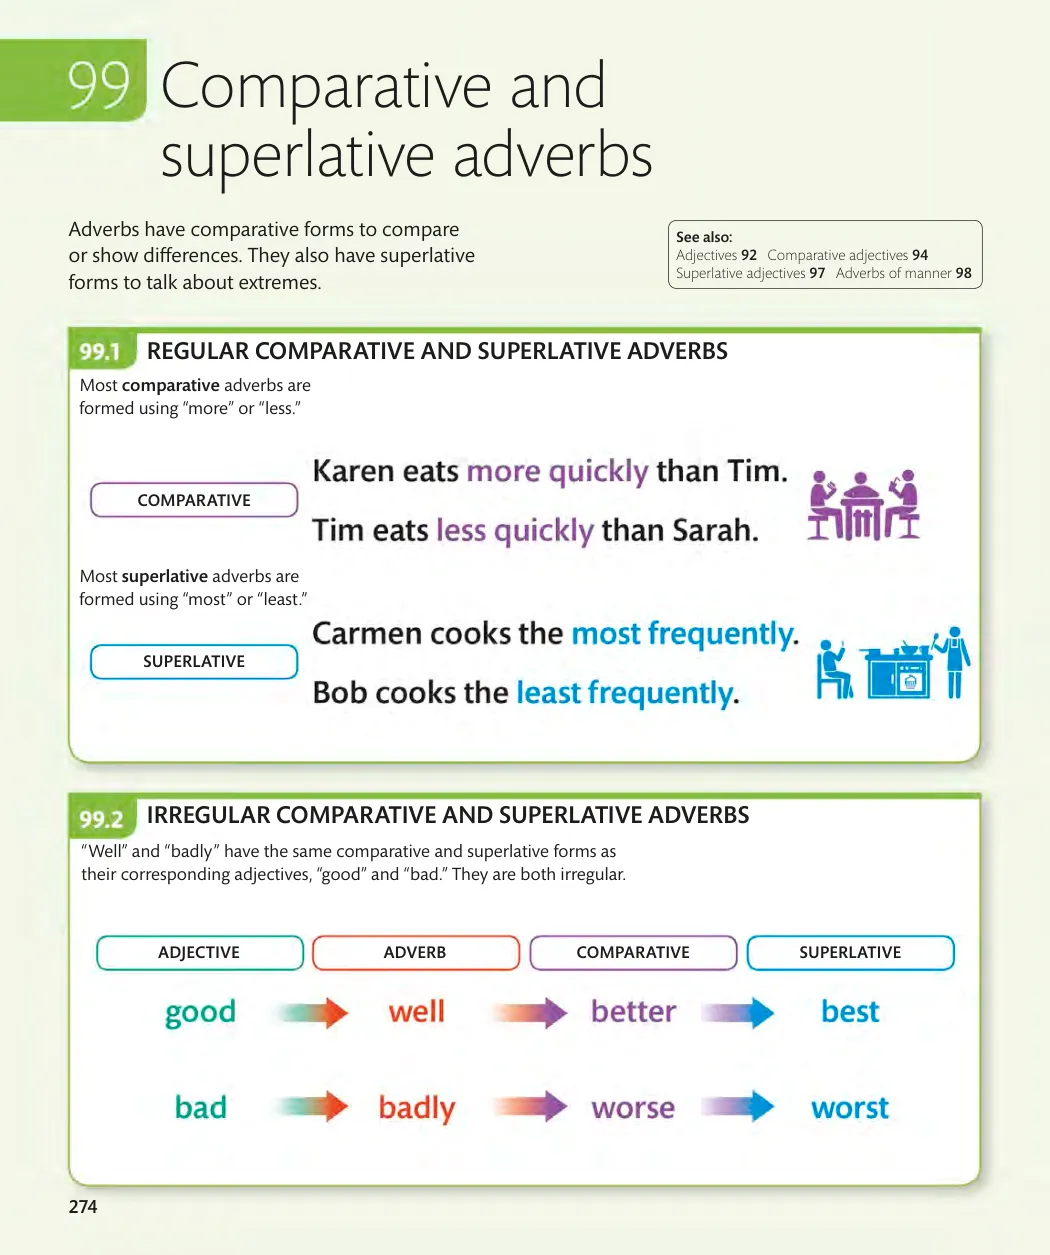 99 Comparative and
superlative adverbs
Adverbs have comparative forms to compare
or show differences. They also have superlative
forms to talk about extremes.
See also:
Adjectives 92 Comparative adjectives 94
Superlative adjectives 97 Adverbs of manner 98
99.1 REGULAR COMPARATIVE AND SUPERLATIVE ADVERBS
Most comparative adverbs are
formed using “more” or “less.”
COMPARATIVE
Karen eats more quickly than Tim.
Tim eats less quickly than Sarah.
Most superlative adverbs are
formed using “most” or “least.”
SUPERLATIVE
Carmen cooks the most frequently.
Bob cooks the least frequently.
99.2 IRREGULAR COMPARATIVE AND SUPERLATIVE ADVERBS
“Well” and “badly” have the same comparative and superlative forms as
their corresponding adjectives, “good” and “bad.” They are both irregular.
ADJECTIVE ADVERB COMPARATIVE SUPERLATIVE
good well better best
bad badly worse worst
274